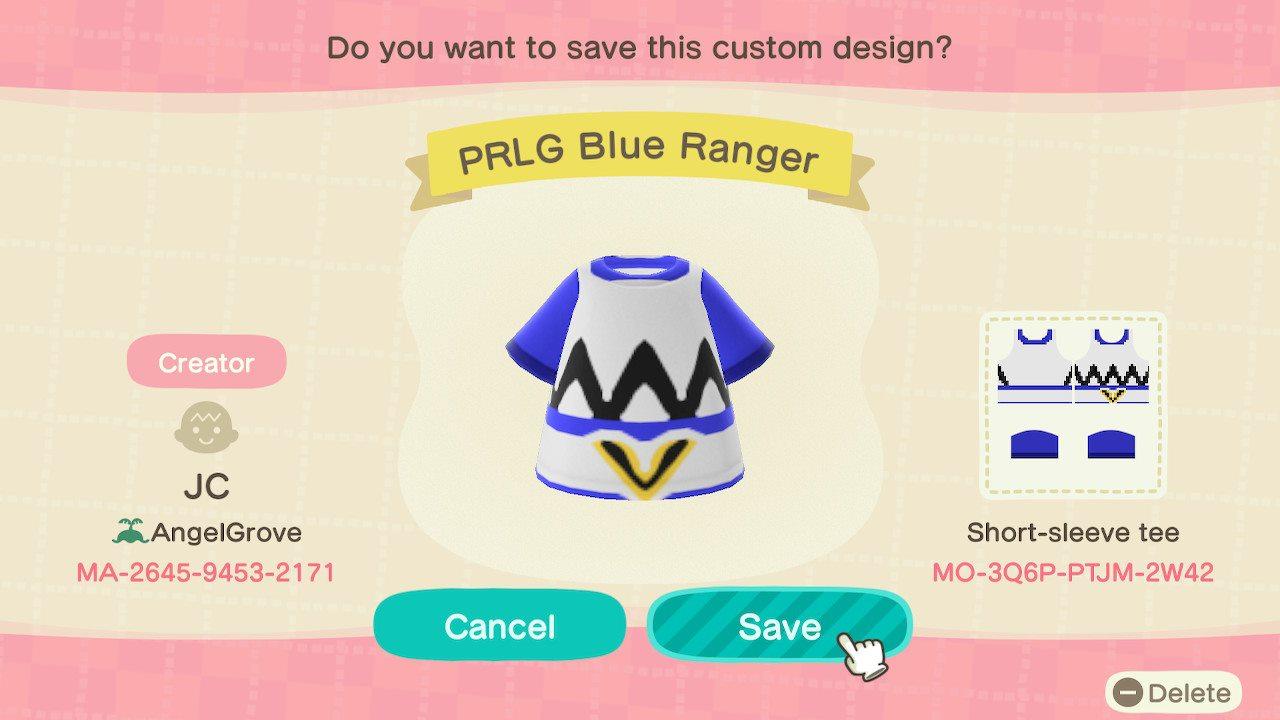 Do you want to save this custom design?
PRLG Blue Ranger
Creator
JC
AngelGrove
MA-2645-9453-2171
Short-sleeve tee
MO-3Q6P-PTJM-2W42
Cancel
Save
Delete